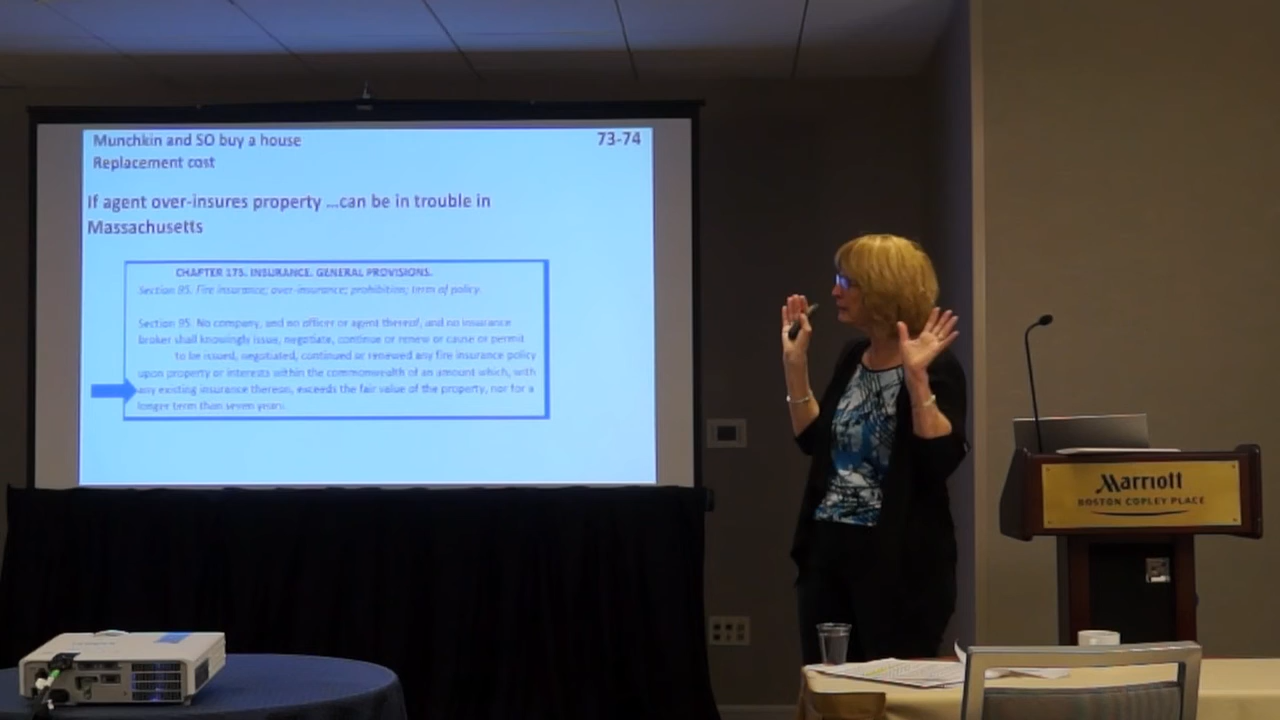 Munchkin and SO buy a house
73-74
Replacement cost
If agent over-insures property ...can be in trouble in
Massachusetts
CHAPTER 175. INSURANCE. GENERAL PROVISIONS.
Section 95. Fire insurance; over-insurance; prohibition; term of policy.
Section 95. No company, and no officer or agent thereof, and no insurance
broker shall knowingly issue, negotiate, continue or renew or cause or permit
to be issued, negotiated, continued or renewed any fire insurance policy
upon property or interests within the commonwealth of an amount which, with
any existing insurance thereon, exceeds the fair value of the property, nor for a
longer term than seven years.
Marriott
BOSTON COPLEY PLACE